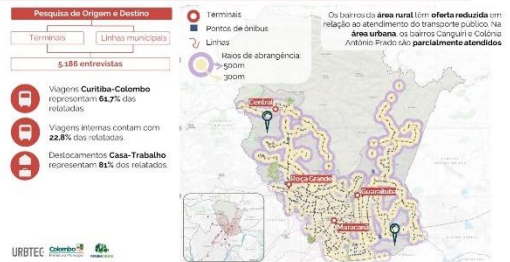 Pesquisa de Origem e Destino
Terminais
Linhas municipais
5.186 entrevistas
Viagens Curitiba-Colombo
representam 61,7% das
relatadas.
Viagens internas contam com
22,8% das relatadas.
Deslocamentos Casa-Trabalho
representam 81% dos relatados.
URBTEC
Colombo
Terminais
Pontos de ônibus
Linhas
Raios de abrangência:
500m
300m
Os bairros da área rural têm oferta reduzida em
relação ao atendimento do transporte publico. Na
área urbana, os bairros Canguiri e Colônia
Antônio Prado são parcialmente atendidos
Central
Roça Grande
Guaraituba
Maracanã